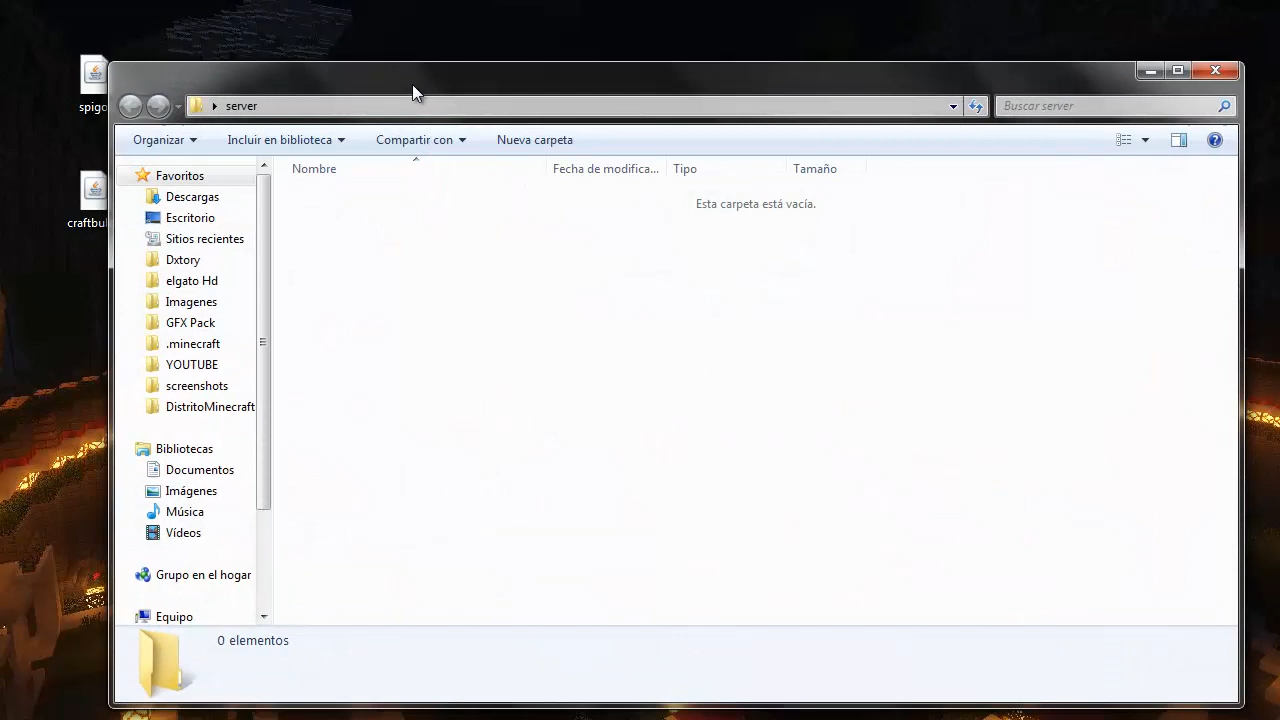 spigo
craftbul
server
Buscar server
Organizar
Incluir en biblioteca
Compartir con
Nueva carpeta
Nombre
Fecha de modifica...
Tipo
Tamaño
Esta carpeta está vacía.
Favoritos
Descargas
Escritorio
Sitios recientes
Dxtory
elgato Hd
Imagenes
GFX Pack
.minecraft
YOUTUBE
screenshots
DistritoMinecraft
Bibliotecas
Documentos
Imágenes
Música
Vídeos
Grupo en el hogar
Equipo
0 elementos